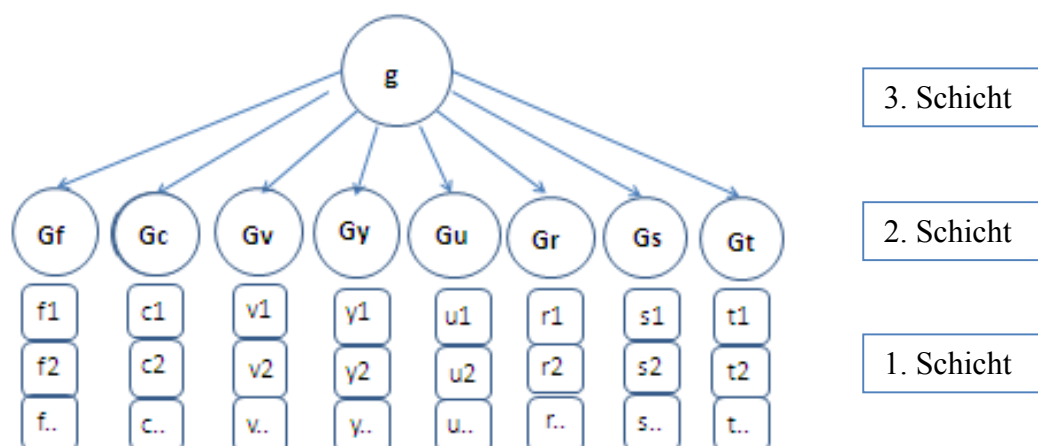 g
3. Schicht
Gf Gc Gv Gy Gu Gr Gs Gt
2. Schicht
f1 c1 v1 y1 u1 r1 s1 t1
f2 c2 v2 y2 u2 r2 s2 t2
1. Schicht
f.. c.. v.. y.. u.. r.. s.. t..